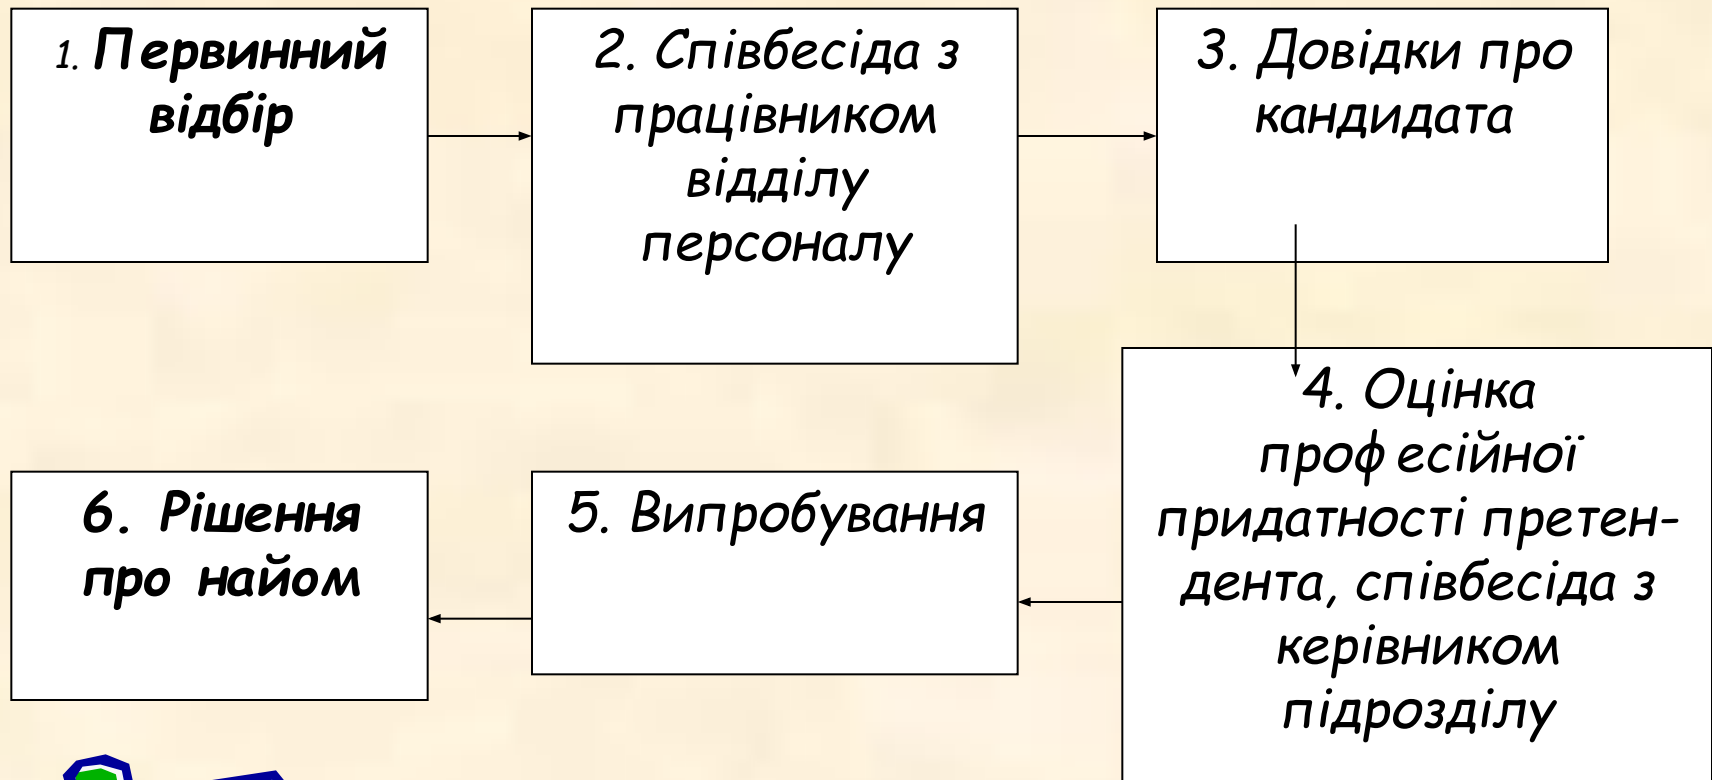 1. Первинний
відбір
2. Співбесіда з
працівником
відділу
персоналу
3. Довідки про
кандидата
4. Оцінка
професійної
придатності претен-
дента, співбесіда з
керівником
підрозділу
5. Випробування
6. Рішення
про найом